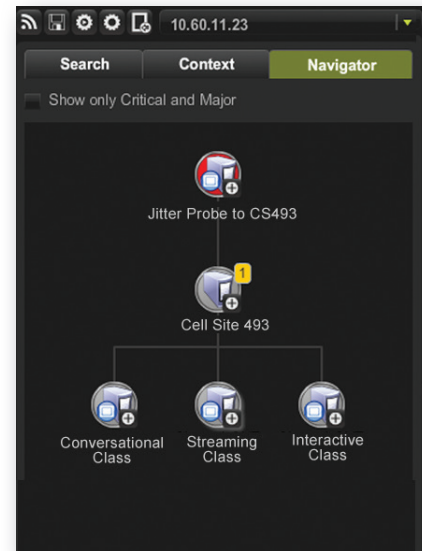 10.60.11.23
Search Context Navigator
Show only Critical and Major
Jitter Probe to CS493
1
Cell Site 493
Conversational Streaming Interactive
Class Class Class